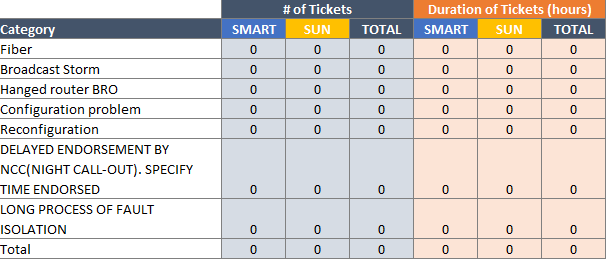 # of Tickets Duration of Tickets (hours)
Category SMART SUN TOTAL SMART SUN TOTAL
Fiber 0 0 0 0 0 0
Broadcast Storm 0 0 0 0 0 0
Hanged router BRO 0 0 0 0 0 0
Configuration problem 0 0 0 0 0 0
Reconfiguration 0 0 0 0 0 0
DELAYED ENDORSEMENT BY
NCC(NIGHT CALL-OUT). SPECIFY
TIME ENDORSED 0 0 0 0 0 0
LONG PROCESS OF FAULT
ISOLATION 0 0 0 0 0 0
Total 0 0 0 0 0 0